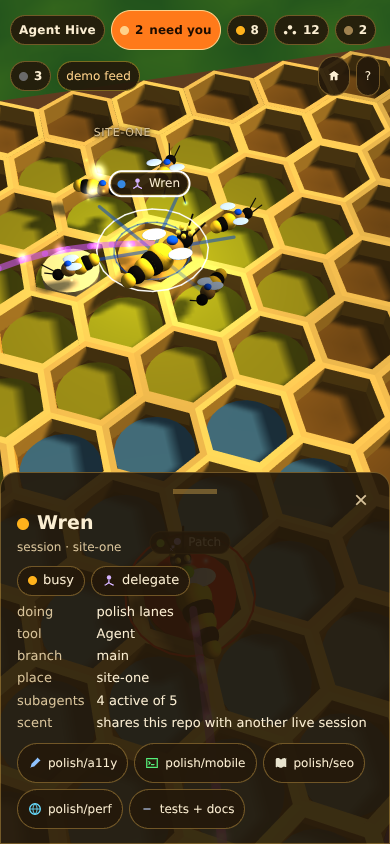 Agent Hive
2 need you
8
12
2
3
demo feed
?
SITE-ONE
Wren
Patch
Wren
session · site-one
busy
delegate
doing polish lanes
tool Agent
branch main
place site-one
subagents 4 active of 5
scent shares this repo with another live session
polish/a11y
polish/mobile
polish/seo
polish/perf
tests + docs